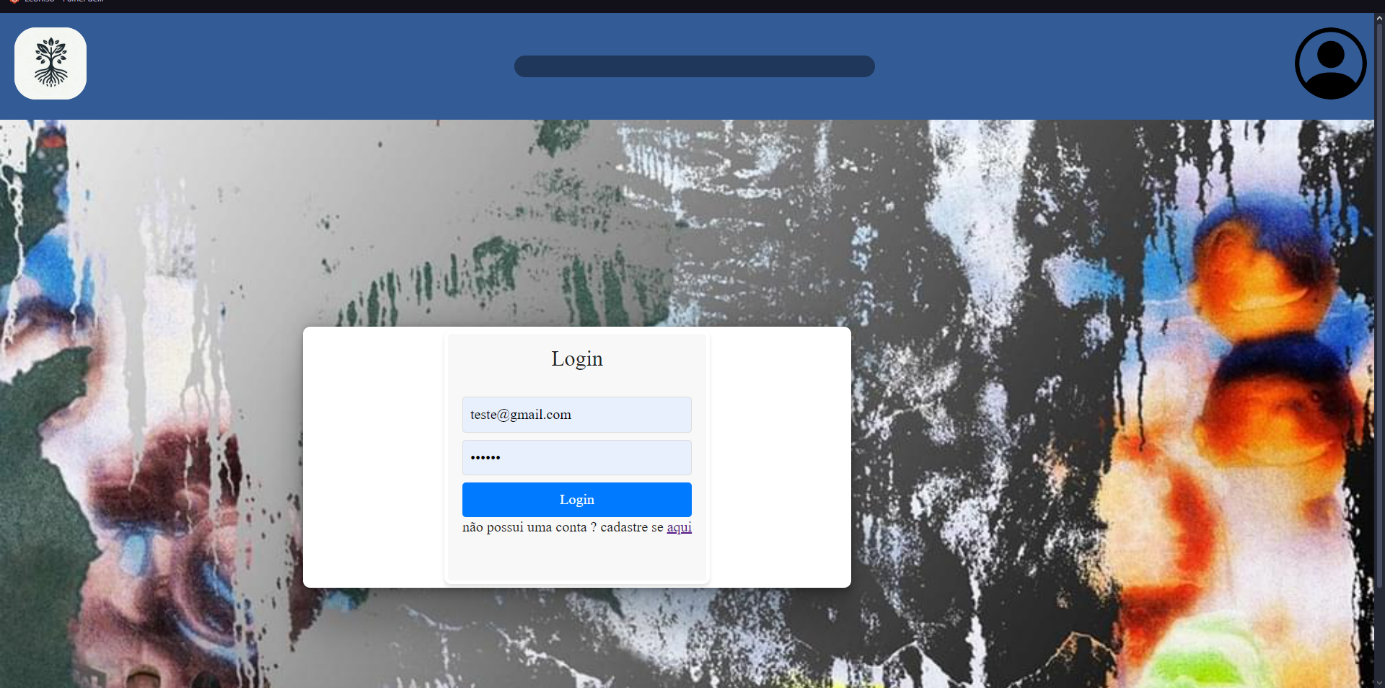 Login
teste@gmail.com
••••••
Login
não possui uma conta ? cadastre se aqui